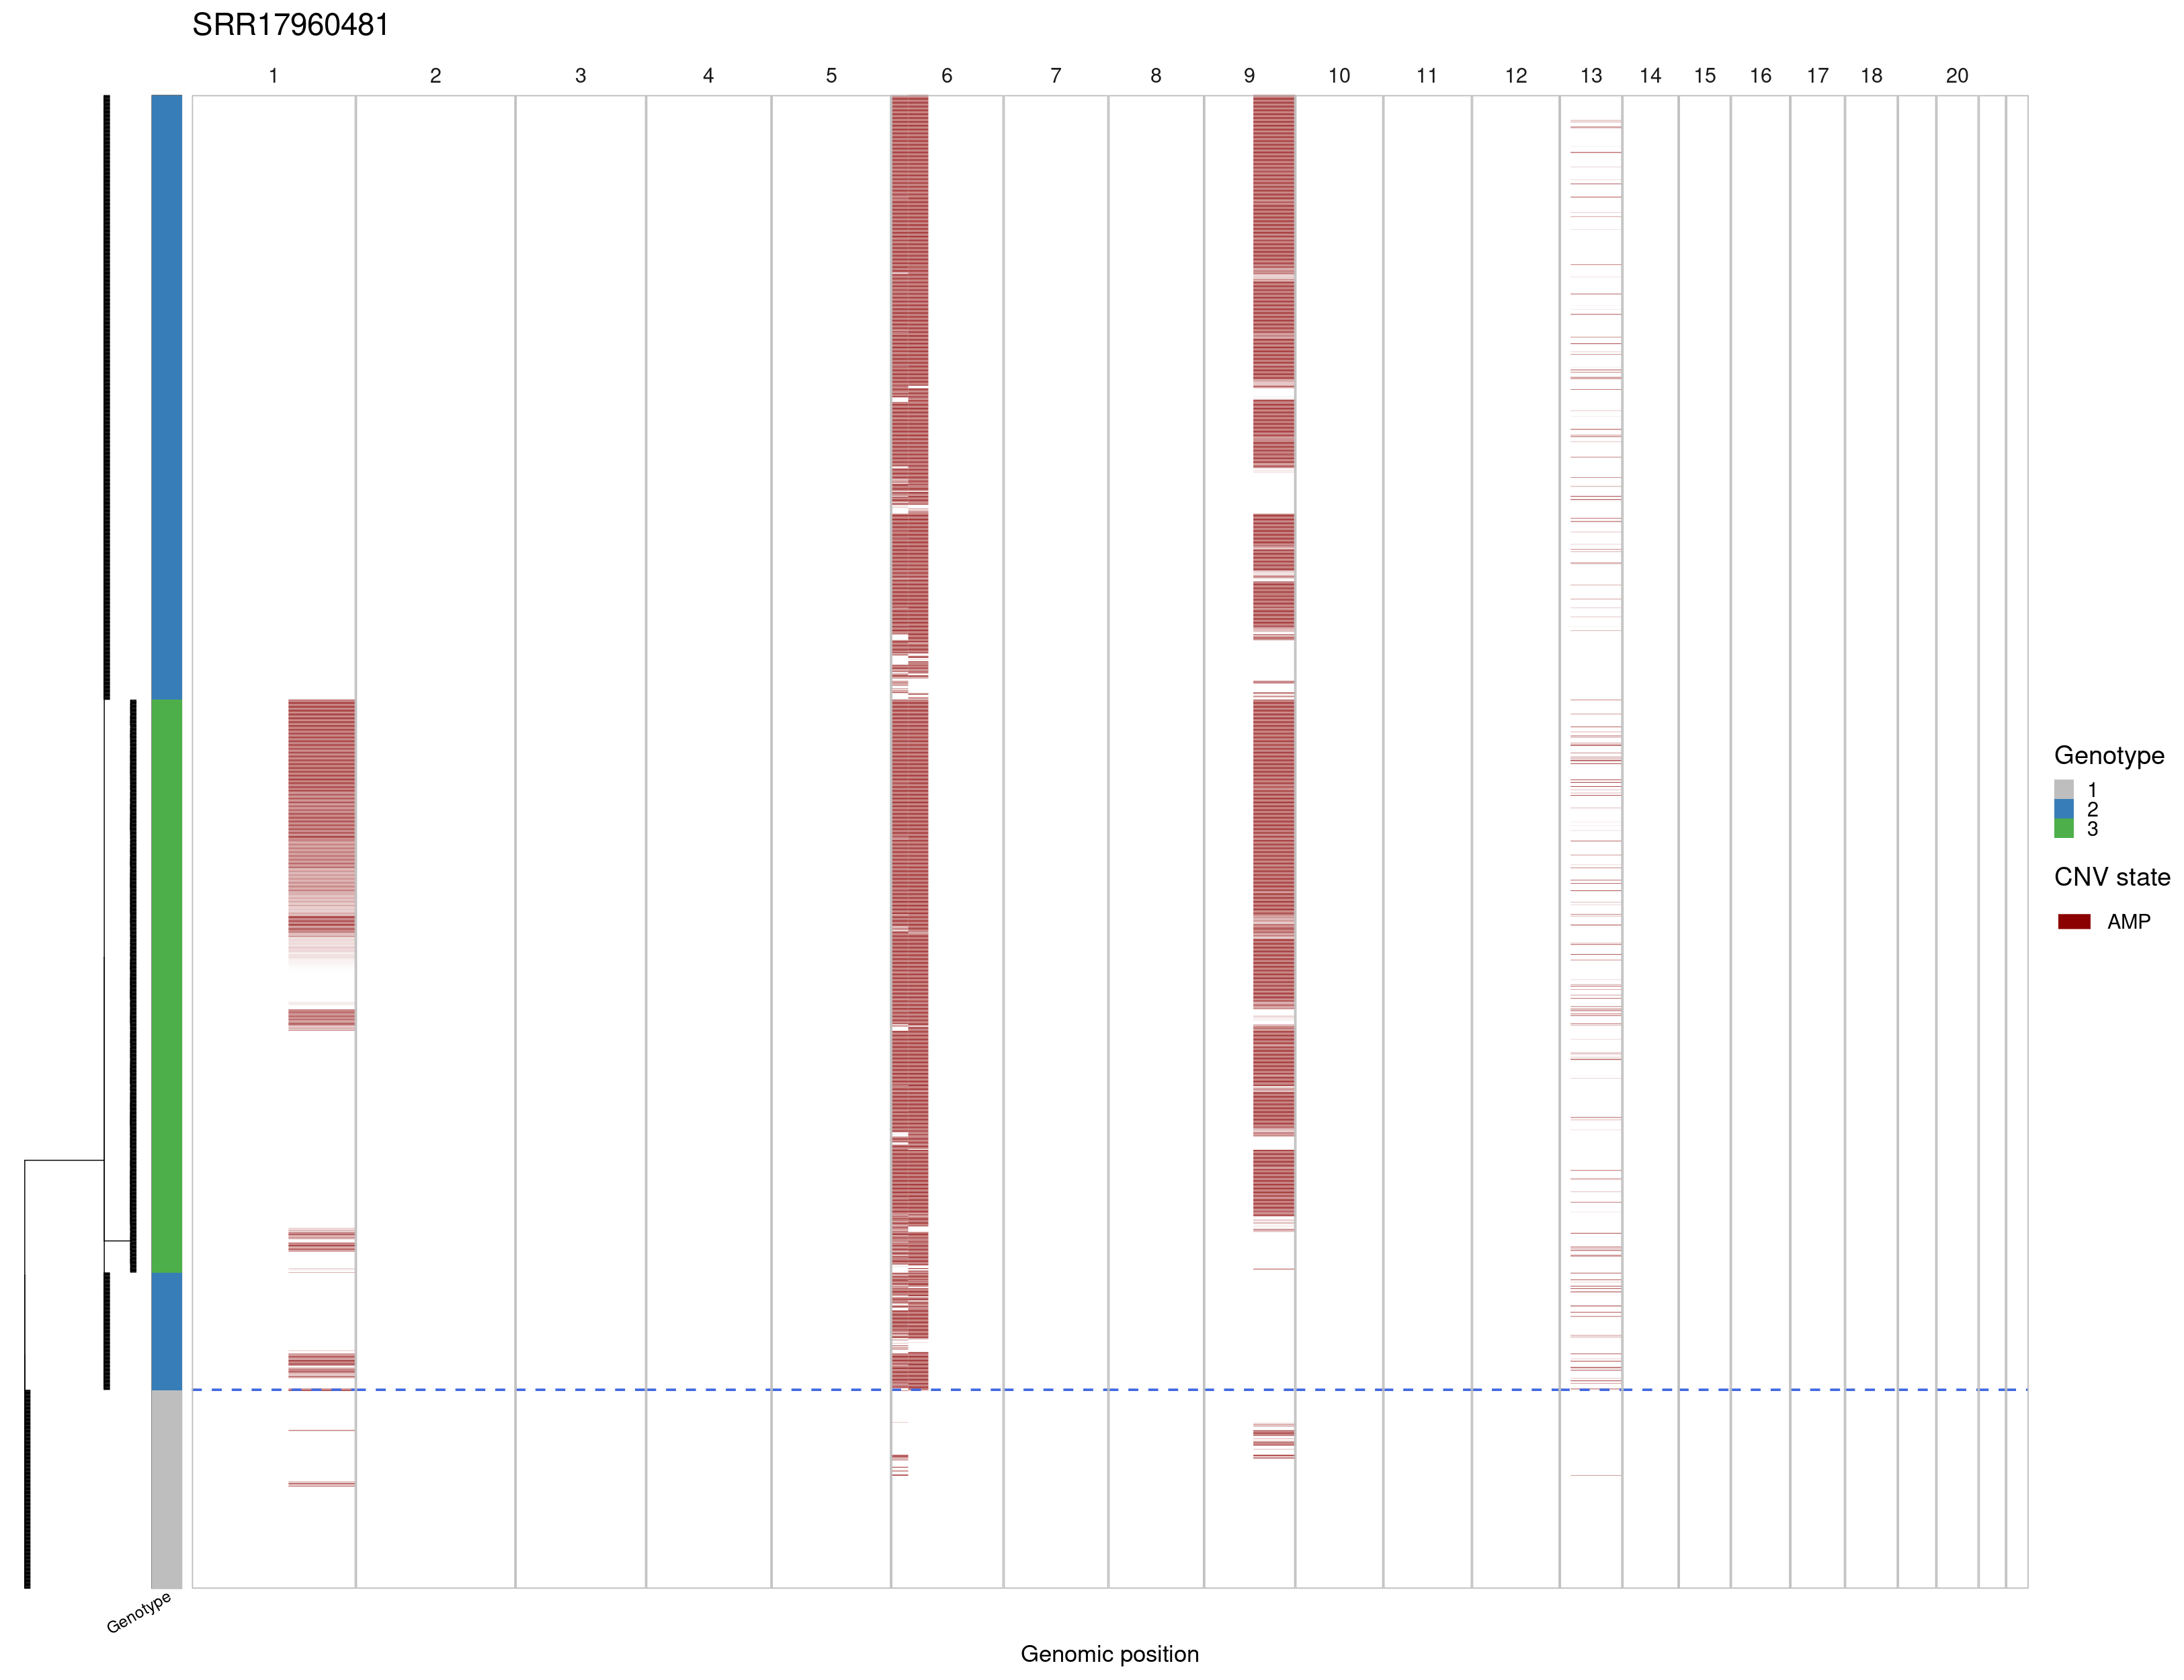 SRR17960481
1 2 3 4 5 6 7 8 9 10 11 12 13 14 15 16 17 18 20
Genotype
1
2
3
CNV state
AMP
Genotype
Genomic position